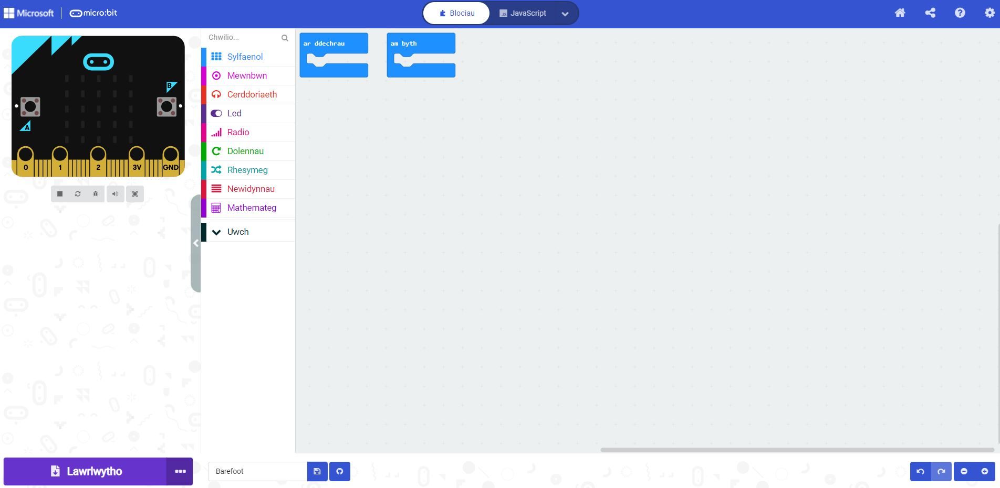 Microsoft
micro:bit
Blociau
JS
JavaScript
B
A
0
1
2
3V
GND
Chwilio...
Sylfaenol
Mewnbwn
Cerddoriaeth
Led
Radio
Dolennau
Rhesymeg
Newidynnau
Mathemateg
Uwch
ar ddechrau
am byth
Lawrlwytho
Barefoot